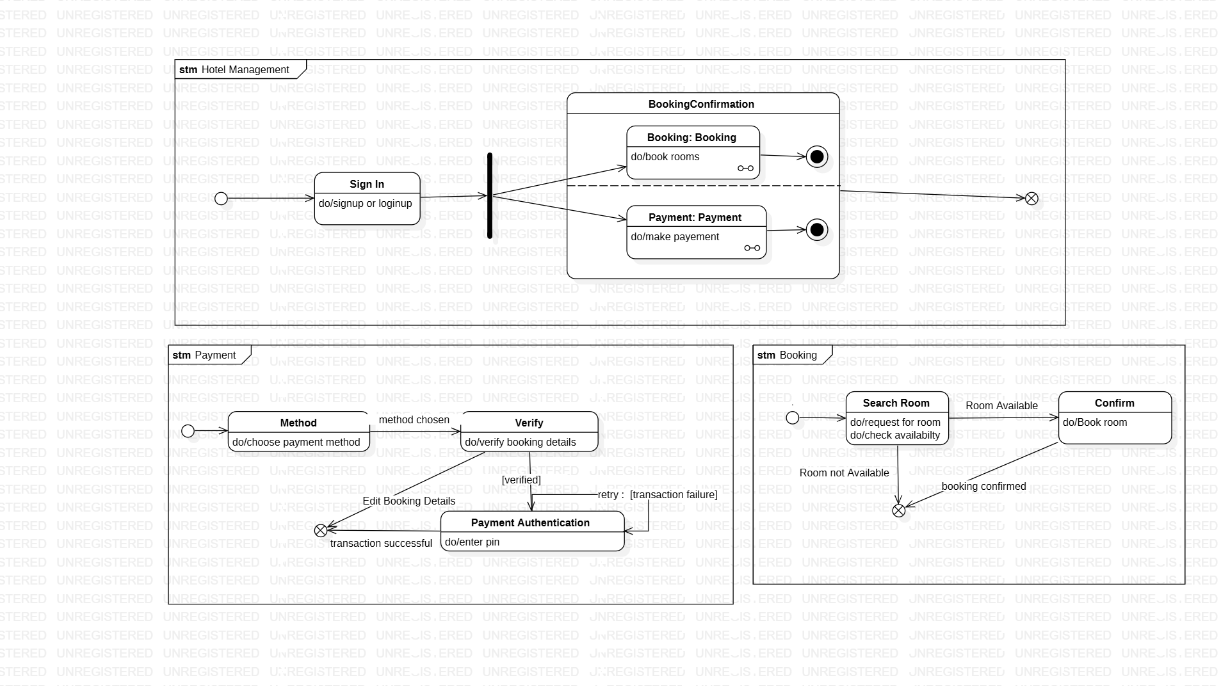 stm Hotel Management
BookingConfirmation
Booking: Booking
do/book rooms
Sign In
do/signup or loginup
Payment: Payment
do/make payement
stm Payment
Method
do/choose payment method
method chosen
Verify
do/verify booking details
[verified]
retry : [transaction failure]
Edit Booking Details
Payment Authentication
do/enter pin
transaction successful
stm Booking
Search Room
do/request for room
do/check availabilty
Room Available
Confirm
do/Book room
Room not Available
booking confirmed
UNREGISTERED